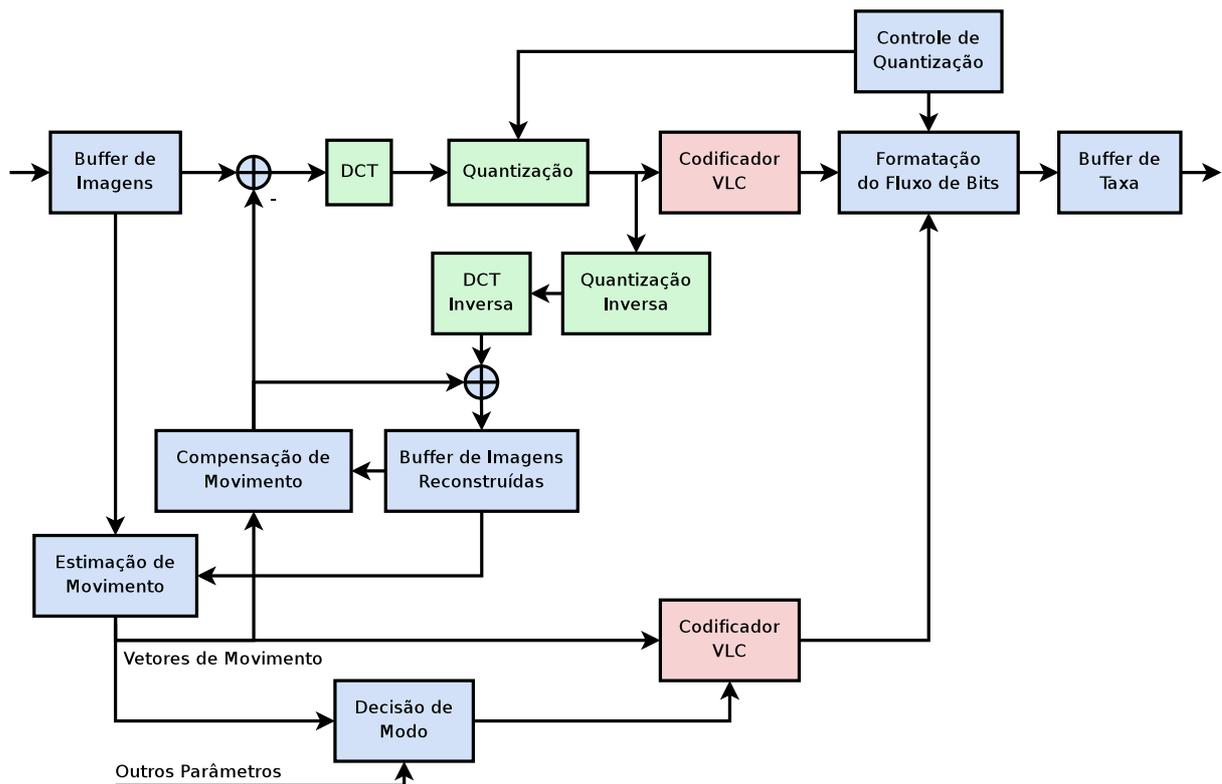 Controle de
Quantização
Buffer de
Imagens
DCT
Quantização
Codificador
VLC
Formatação
do Fluxo de Bits
Buffer de
Taxa
-
DCT
Inversa
Quantização
Inversa
Compensação de
Movimento
Buffer de Imagens
Reconstruídas
Estimação de
Movimento
Codificador
VLC
Vetores de Movimento
Decisão de
Modo
Outros Parâmetros